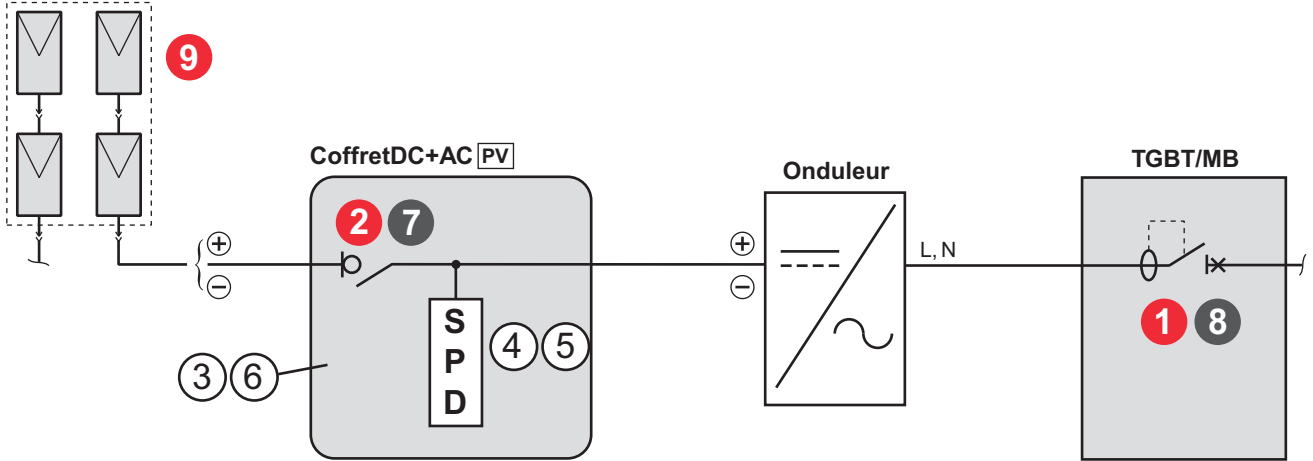 9
CoffretDC+AC PV
Onduleur
TGBT/MB
2 7
+
−
+
−
L, N
S
P
D
4 5
3 6
1 8